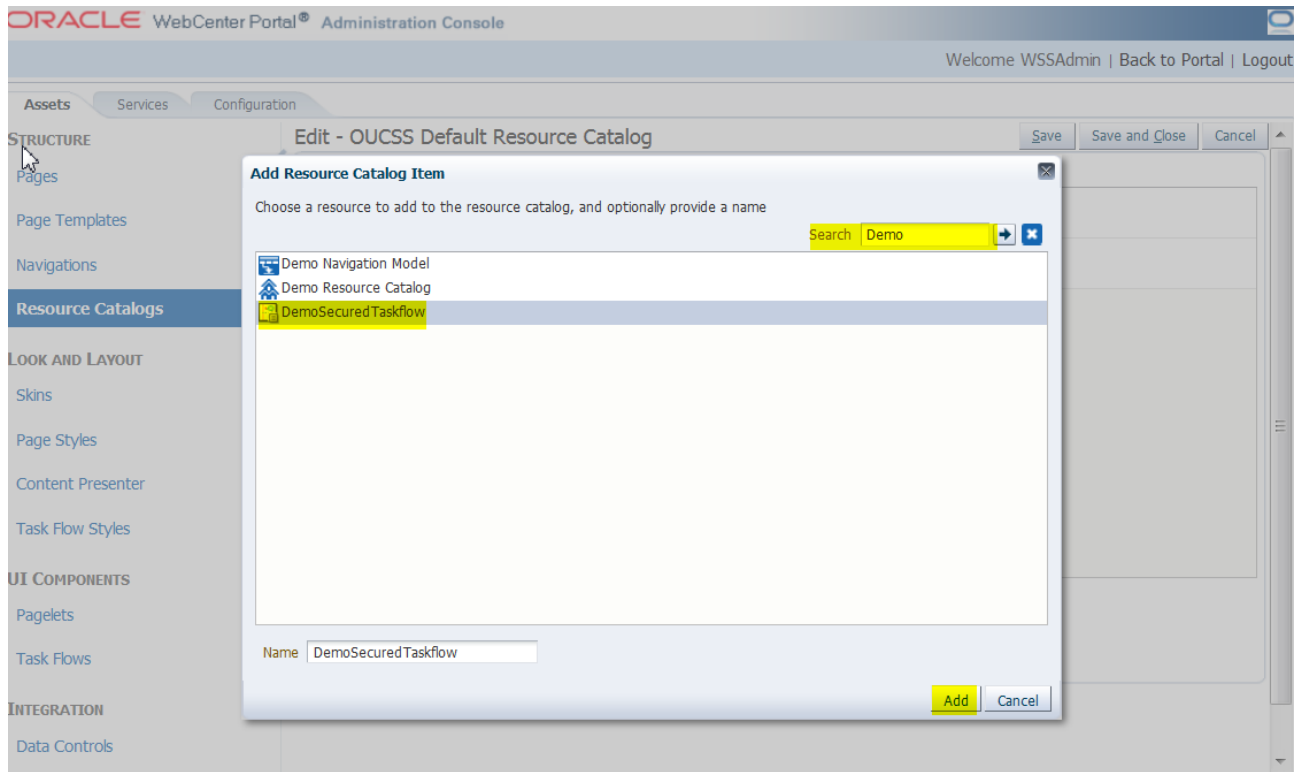 ORACLE WebCenter Portal® Administration Console
Welcome WSSAdmin | Back to Portal | Logout
Assets Services Configuration
STRUCTURE
Pages
Page Templates
Navigations
Resource Catalogs
LOOK AND LAYOUT
Skins
Page Styles
Content Presenter
Task Flow Styles
UI COMPONENTS
Pagelets
Task Flows
INTEGRATION
Data Controls
Edit - OUCSS Default Resource Catalog
Save Save and Close Cancel
Add Resource Catalog Item
Choose a resource to add to the resource catalog, and optionally provide a name
Search Demo
Demo Navigation Model
Demo Resource Catalog
DemoSecuredTaskflow
Name DemoSecuredTaskflow
Add Cancel